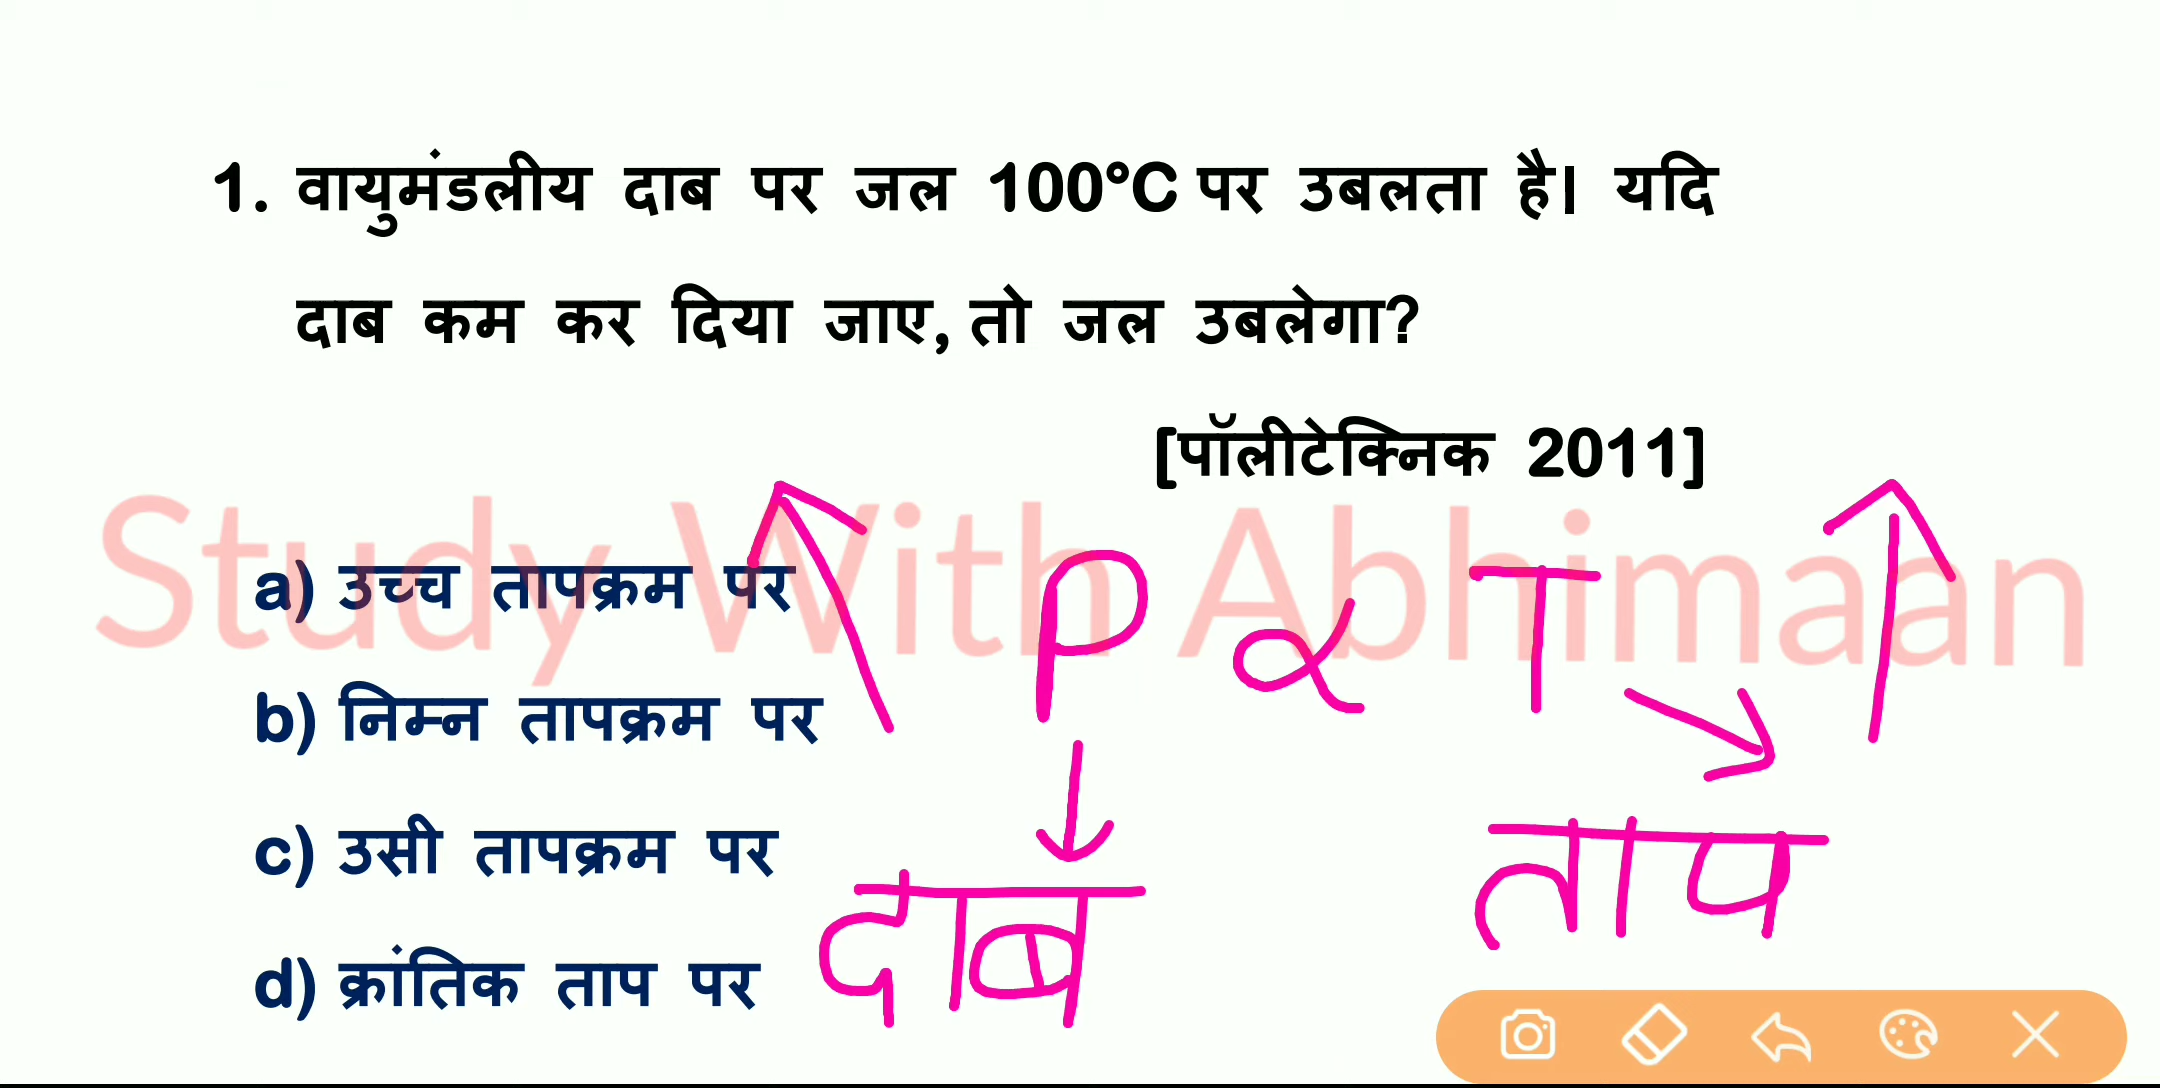 1. वायुमंडलीय दाब पर जल 100°C पर उबलता है। यदि
दाब कम कर दिया जाए, तो जल उबलेगा?
[पॉलीटेक्निक 2011]
Study With Abhimaan
a) उच्च तापक्रम पर
P α T
b) निम्न तापक्रम पर
c) उसी तापक्रम पर
दाब
ताप
d) क्रांतिक ताप पर